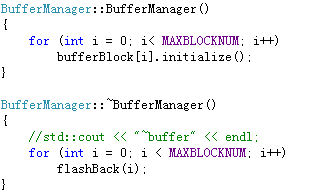 BufferManager::BufferManager()
{
    for (int i = 0; i< MAXBLOCKNUM; i++)
        bufferBlock[i].initialize();
}

BufferManager::~BufferManager()
{
    //std::cout << "~buffer" << endl;
    for (int i = 0; i < MAXBLOCKNUM; i++)
        flashBack(i);
}